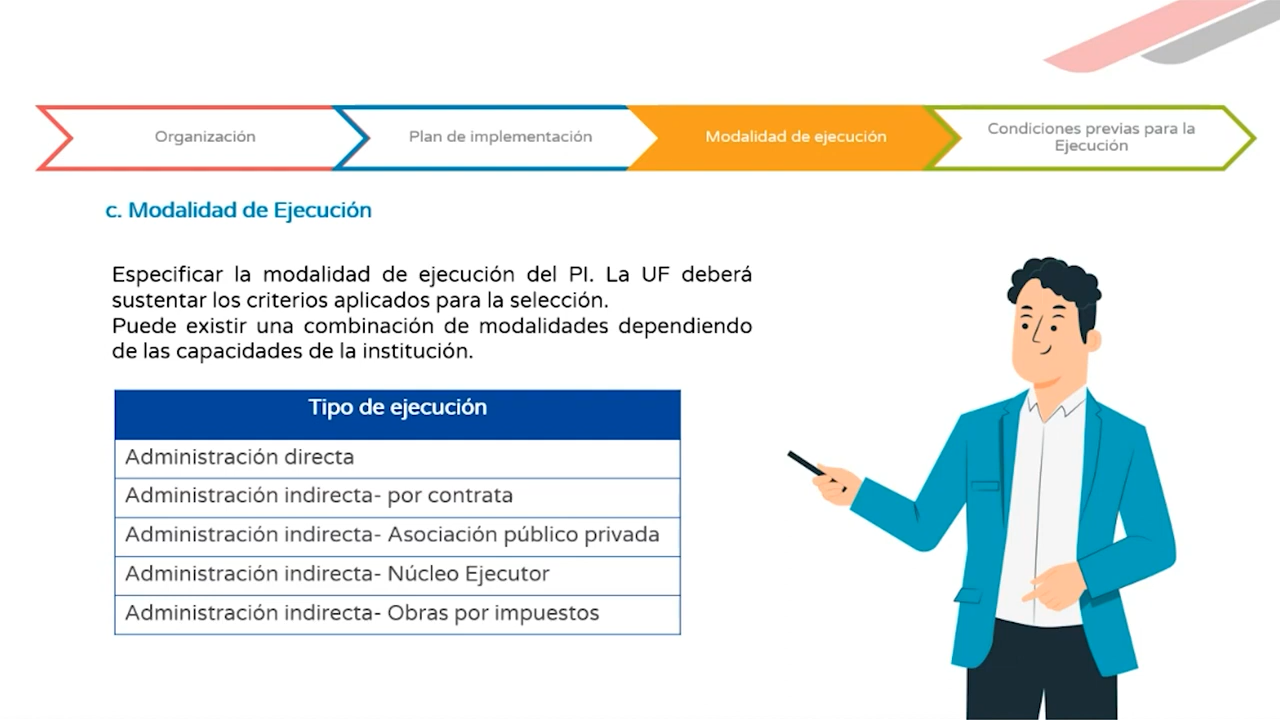 Organización
Plan de implementación
Modalidad de ejecución
Condiciones previas para la
Ejecución
c. Modalidad de Ejecución
Especificar la modalidad de ejecución del PI. La UF deberá
sustentar los criterios aplicados para la selección.
Puede existir una combinación de modalidades dependiendo
de las capacidades de la institución.
Tipo de ejecución
Administración directa
Administración indirecta- por contrata
Administración indirecta- Asociación público privada
Administración indirecta- Núcleo Ejecutor
Administración indirecta- Obras por impuestos